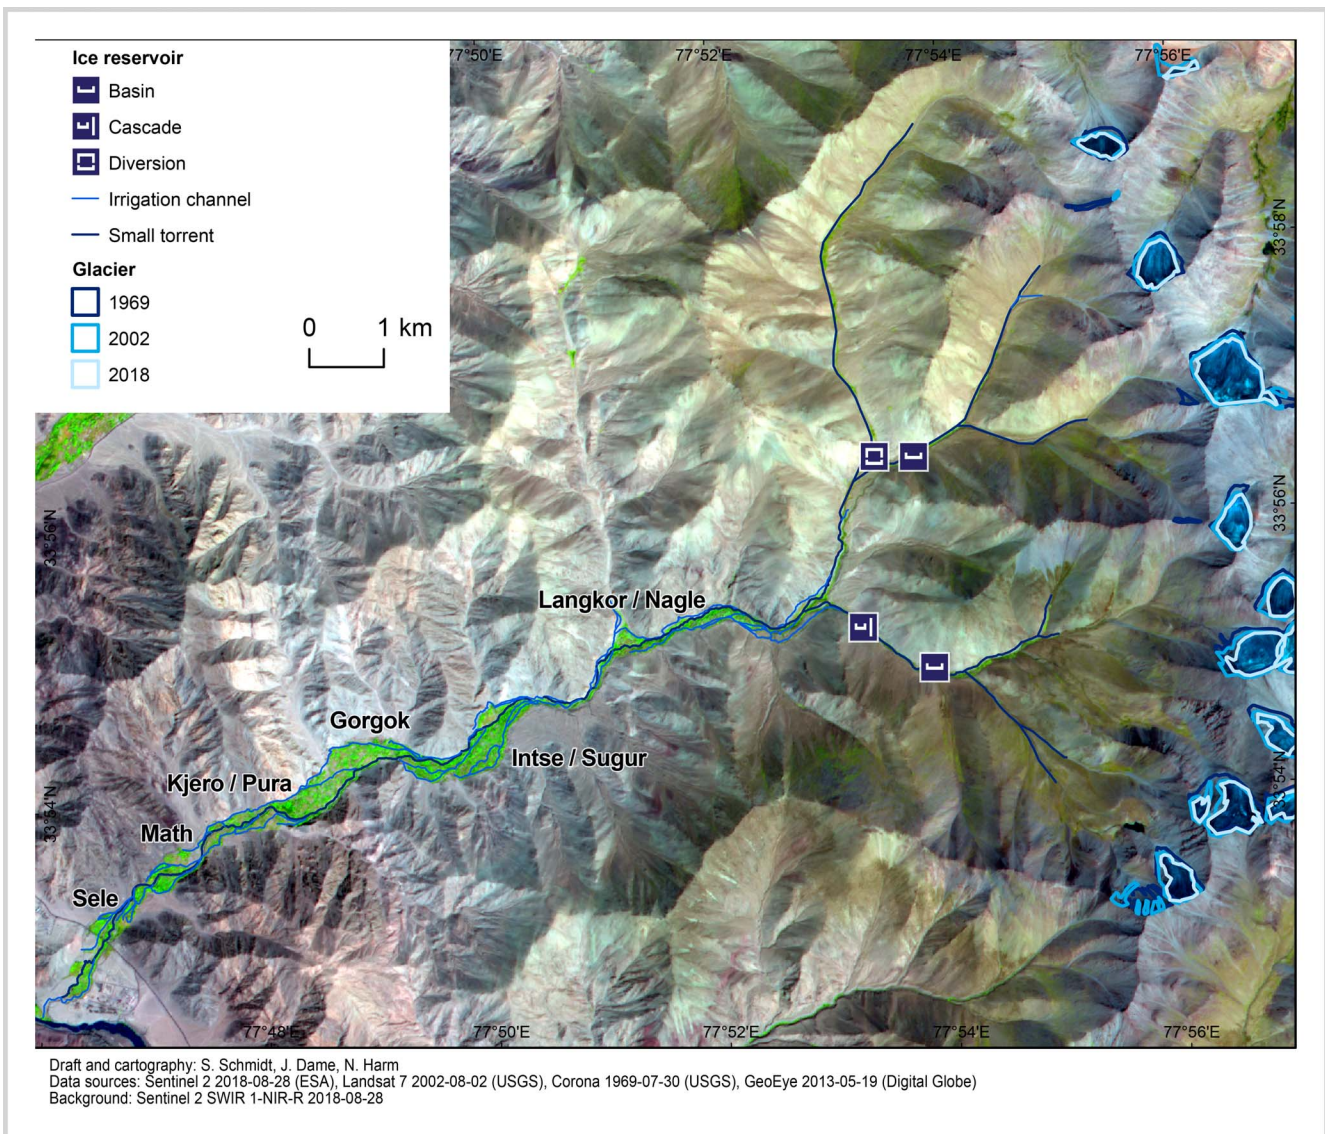 Ice reservoir
Basin
Cascade
Diversion
Irrigation channel
Small torrent
Glacier
1969
2002
2018
0 1 km
77°50'E 77°52'E 77°54'E 77°56'E
33°58'N
33°56'N
33°56'N
33°54'N
33°54'N
Langkor / Nagle
Gorgok
Intse / Sugur
Kjero / Pura
Math
Sele
77°48'E 77°50'E 77°52'E 77°54'E 77°56'E
Draft and cartography: S. Schmidt, J. Dame, N. Harm
Data sources: Sentinel 2 2018-08-28 (ESA), Landsat 7 2002-08-02 (USGS), Corona 1969-07-30 (USGS), GeoEye 2013-05-19 (Digital Globe)
Background: Sentinel 2 SWIR 1-NIR-R 2018-08-28